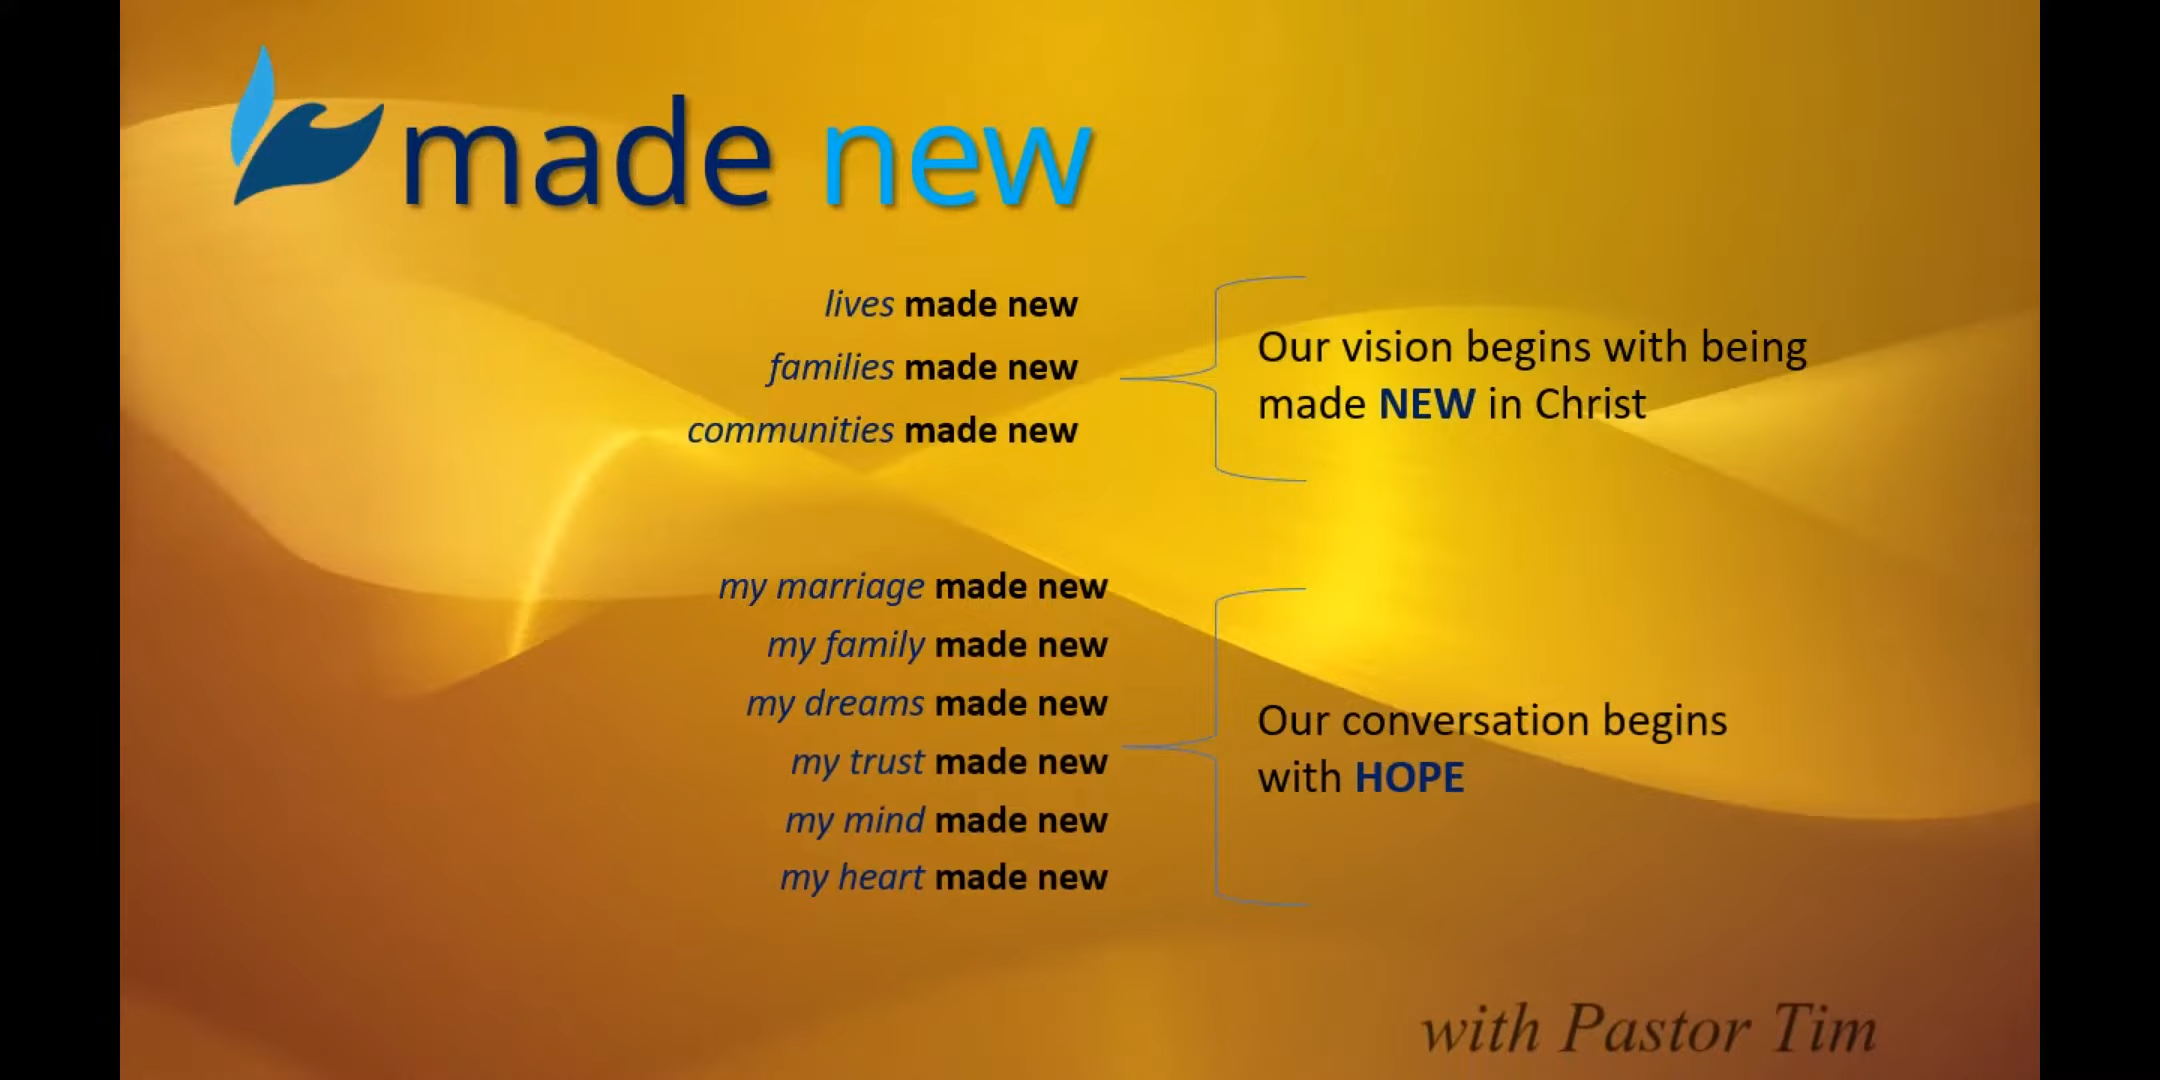 made new
lives made new
families made new
communities made new
Our vision begins with being
made NEW in Christ
my marriage made new
my family made new
my dreams made new
my trust made new
my mind made new
my heart made new
Our conversation begins
with HOPE
with Pastor Tim